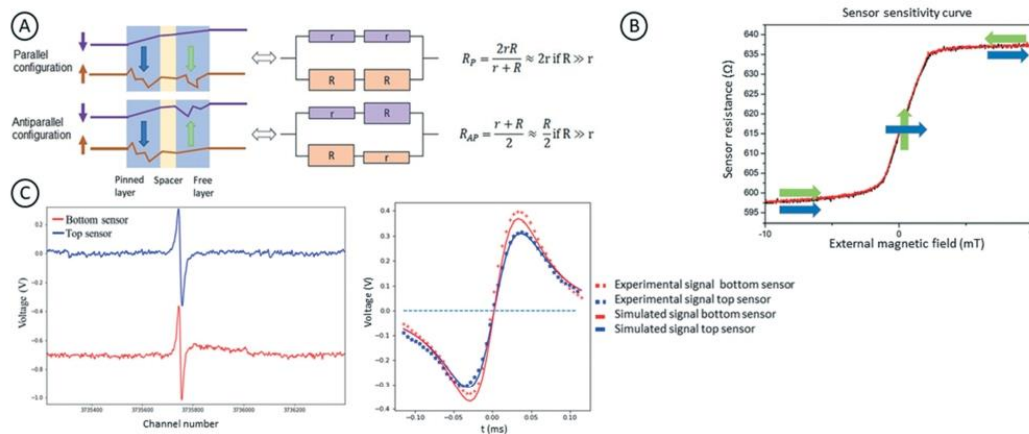 A
Parallel
configuration
Antiparallel
configuration
Pinned
layer
Spacer
Free
layer
r
r
R
R
r
R
R
r
R_P = 2rR / (r + R) ≈ 2r if R ≫ r
R_AP = (r + R) / 2 ≈ R / 2 if R ≫ r
B
Sensor sensitivity curve
Sensor resistance (Ω)
640
635
630
625
620
615
610
605
600
595
-10
0
External magnetic field (mT)
C
Bottom sensor
Top sensor
Voltage (V)
0.2
0.0
−0.2
−0.4
−0.6
−0.8
−1.0
3735400
3735600
3735800
3736000
3736200
Channel number
Voltage (V)
0.4
0.3
0.2
0.1
0.0
−0.1
−0.2
−0.3
−0.4
−0.10
−0.05
0.00
0.05
0.10
t (ms)
Experimental signal bottom sensor
Experimental signal top sensor
Simulated signal bottom sensor
Simulated signal top sensor